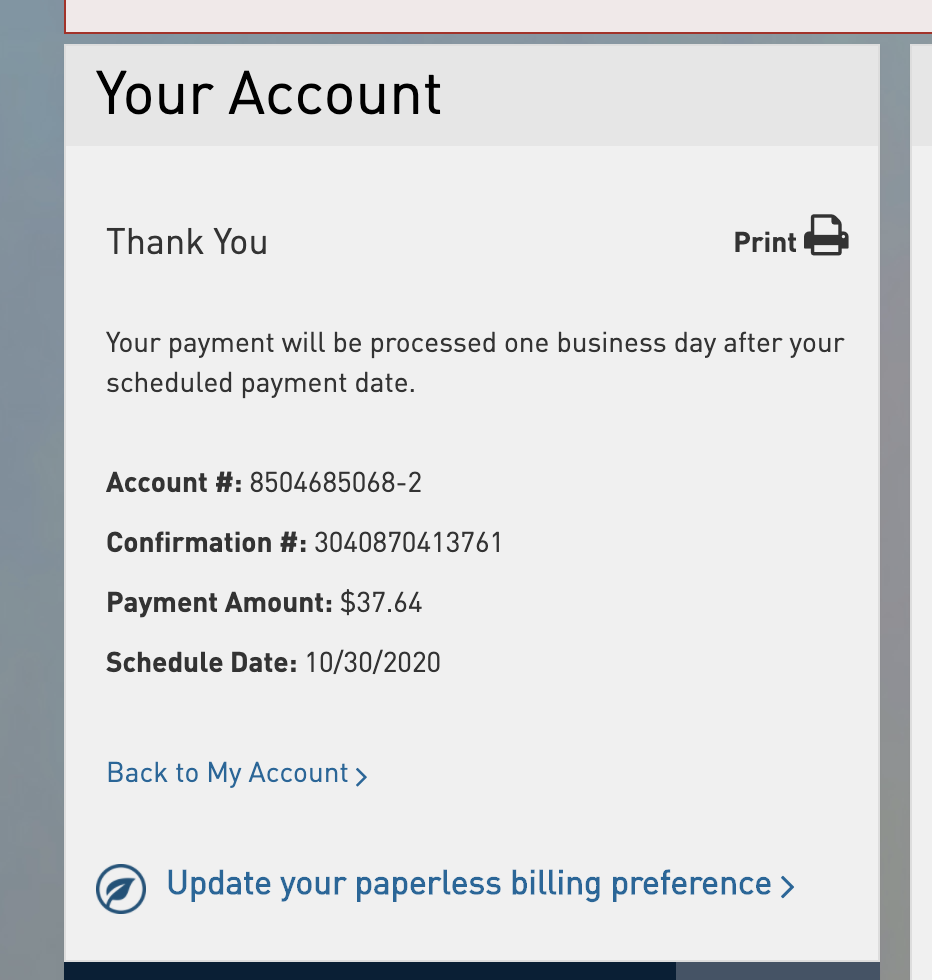 Your Account
Thank You
Print
Your payment will be processed one business day after your
scheduled payment date.
Account #: 8504685068-2
Confirmation #: 3040870413761
Payment Amount: $37.64
Schedule Date: 10/30/2020
Back to My Account
Update your paperless billing preference